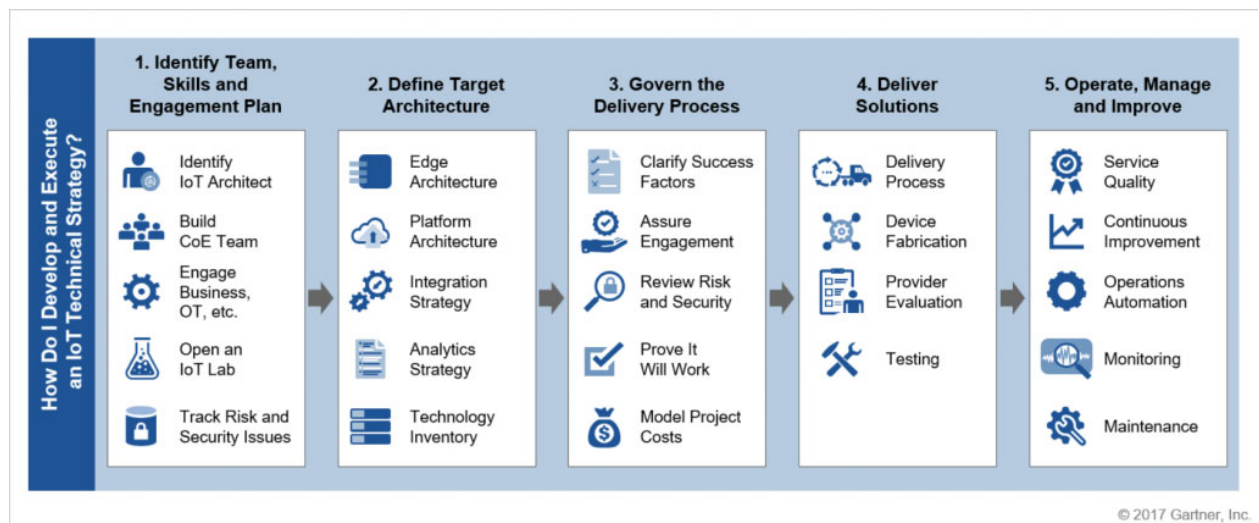 How Do I Develop and Execute
an IoT Technical Strategy?
1. Identify Team,
Skills and
Engagement Plan
Identify
IoT Architect
Build
CoE Team
Engage
Business,
OT, etc.
Open an
IoT Lab
Track Risk and
Security Issues
2. Define Target
Architecture
Edge
Architecture
Platform
Architecture
Integration
Strategy
Analytics
Strategy
Technology
Inventory
3. Govern the
Delivery Process
Clarify Success
Factors
Assure
Engagement
Review Risk
and Security
Prove It
Will Work
Model Project
Costs
4. Deliver
Solutions
Delivery
Process
Device
Fabrication
Provider
Evaluation
Testing
5. Operate, Manage
and Improve
Service
Quality
Continuous
Improvement
Operations
Automation
Monitoring
Maintenance
© 2017 Gartner, Inc.